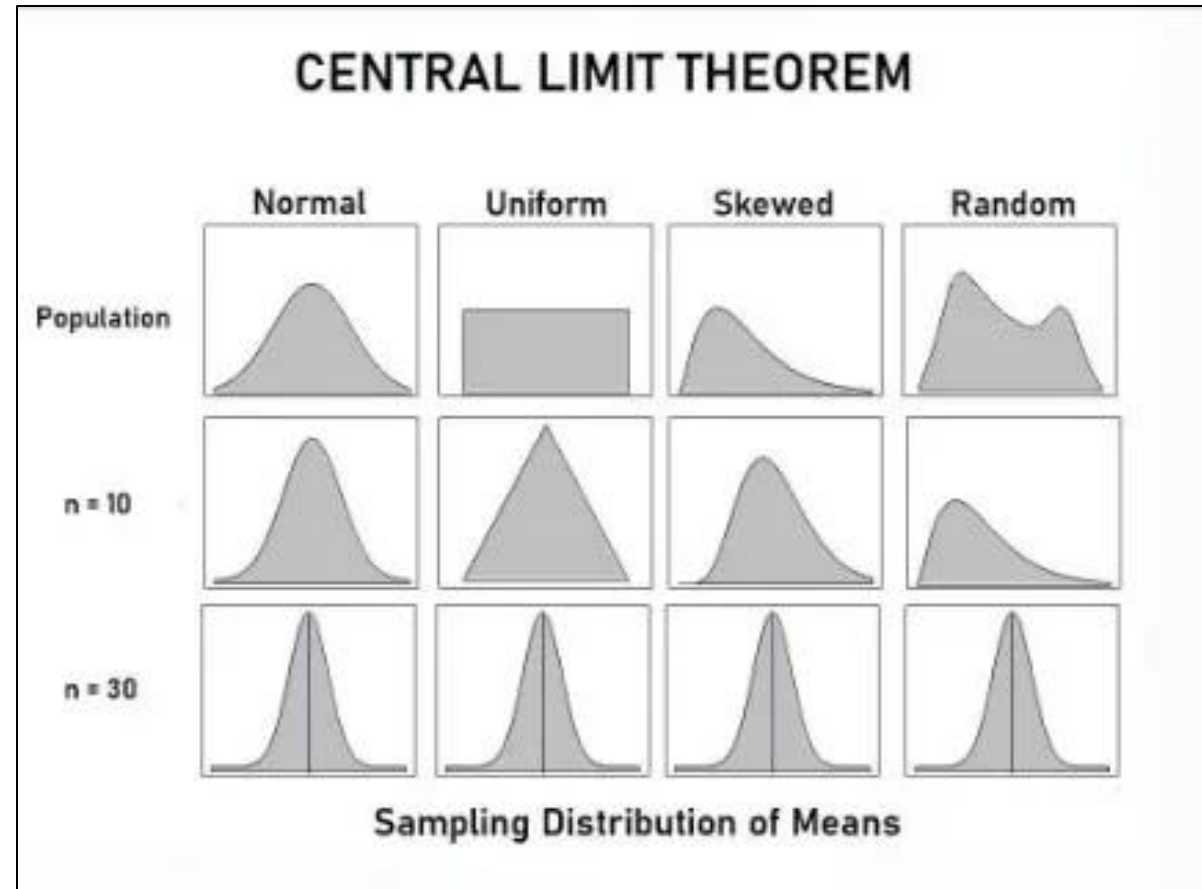 CENTRAL LIMIT THEOREM
Normal Uniform Skewed Random
Population
n = 10
n = 30
Sampling Distribution of Means